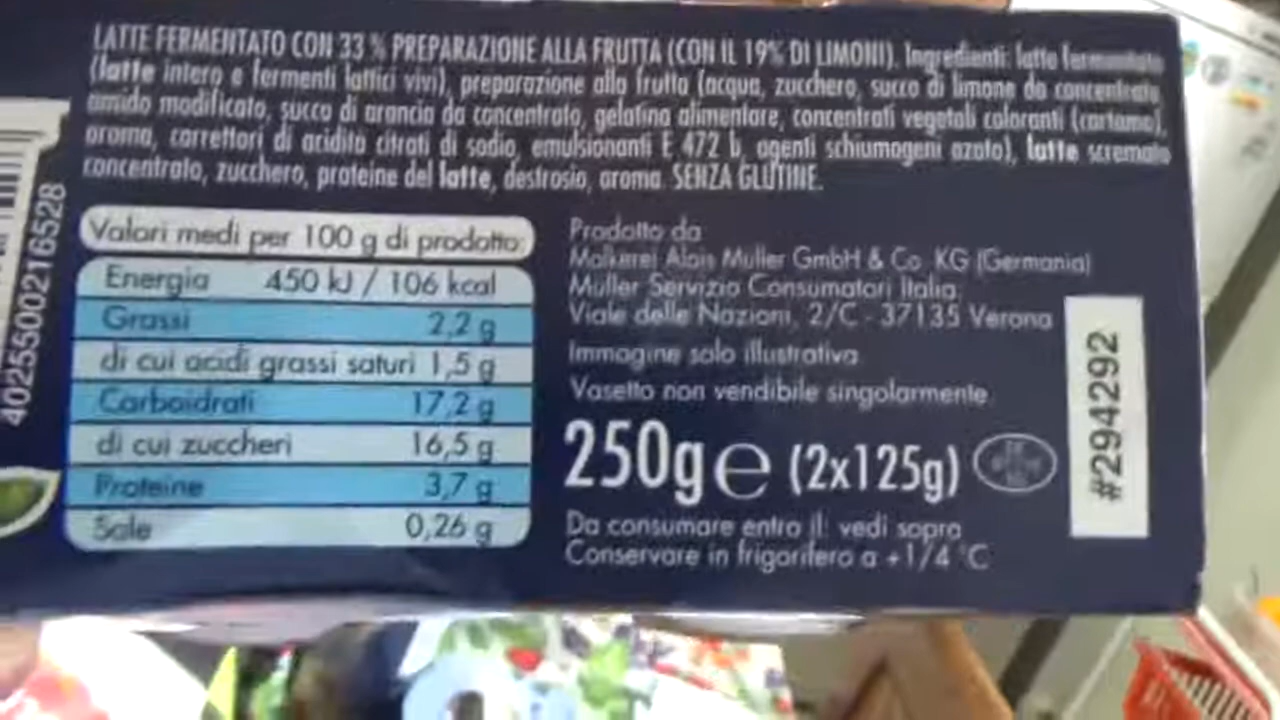 LATTE FERMENTATO CON 33 % PREPARAZIONE ALLA FRUTTA (CON IL 19% DI LIMONI). Ingredienti: latte fermentato
(latte intero e fermenti lattici vivi), preparazione alla frutta (acqua, zucchero, succo di limone da concentrato,
amido modificato, succo di arancia da concentrato, gelatina alimentare, concentrati vegetali coloranti (cartamo),
aroma, correttori di acidità citrati di sodio, emulsionanti E 472 b, agenti schiumogeni azoto), latte scremato
concentrato, zucchero, proteine del latte, destrosio, aroma. SENZA GLUTINE.
4025500216528
Valori medi per 100 g di prodotto:
Energia 450 kJ / 106 kcal
Grassi 2,2 g
di cui acidi grassi saturi 1,5 g
Carboidrati 17,2 g
di cui zuccheri 16,5 g
Proteine 3,7 g
Sale 0,26 g
Prodotto da
Molkerei Alois Müller GmbH & Co. KG (Germania)
Müller Servizio Consumatori Italia
Viale delle Nazioni, 2/C - 37135 Verona
Immagine solo illustrativa
Vasetto non vendibile singolarmente
250g e (2x125g)
Da consumare entro il: vedi sopra
Conservare in frigorifero a +1/4 °C
#294292